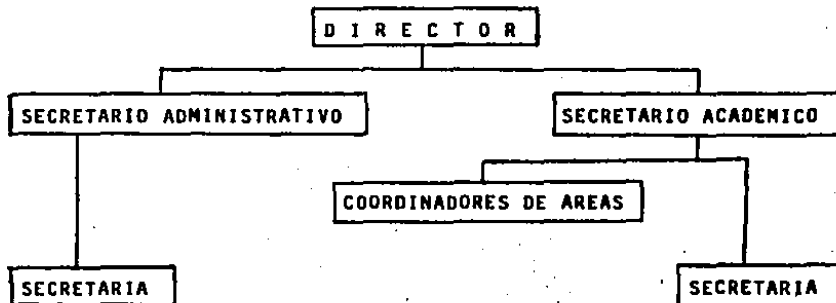 D I R E C T O R
SECRETARIO ADMINISTRATIVO
SECRETARIO ACADEMICO
COORDINADORES DE AREAS
SECRETARIA
SECRETARIA